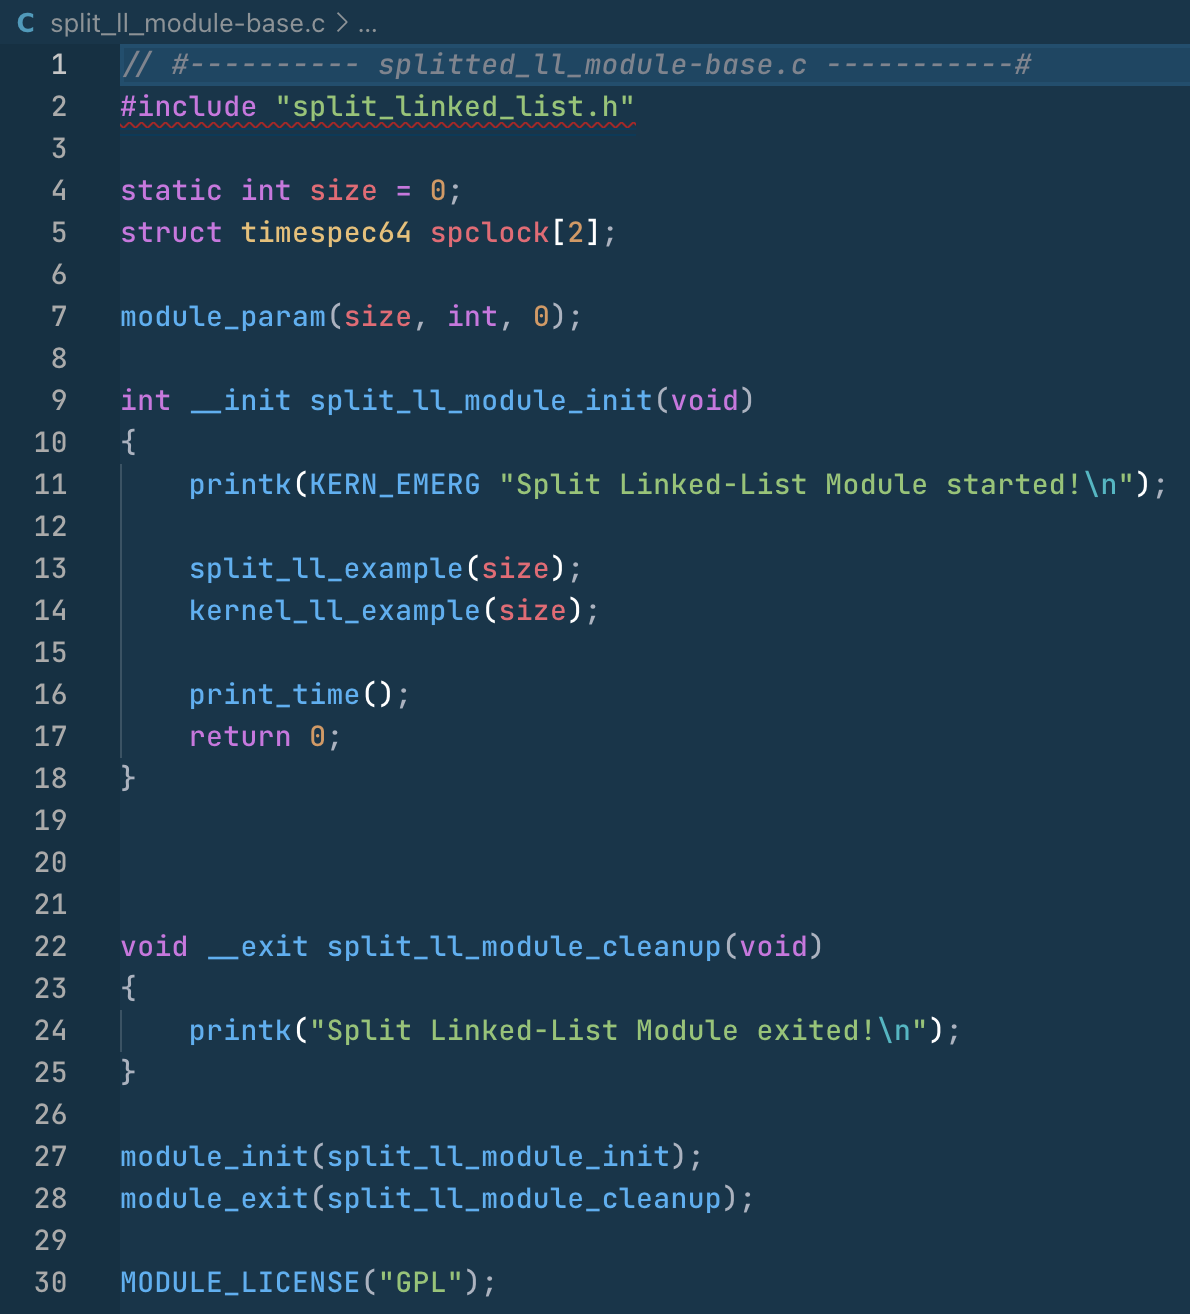 C split_ll_module-base.c > ...
1 // #---------- splitted_ll_module-base.c -----------#
2 #include "split_linked_list.h"
3
4 static int size = 0;
5 struct timespec64 spclock[2];
6
7 module_param(size, int, 0);
8
9 int __init split_ll_module_init(void)
10 {
11     printk(KERN_EMERG "Split Linked-List Module started!\n");
12
13     split_ll_example(size);
14     kernel_ll_example(size);
15
16     print_time();
17     return 0;
18 }
19
20
21
22 void __exit split_ll_module_cleanup(void)
23 {
24     printk("Split Linked-List Module exited!\n");
25 }
26
27 module_init(split_ll_module_init);
28 module_exit(split_ll_module_cleanup);
29
30 MODULE_LICENSE("GPL");